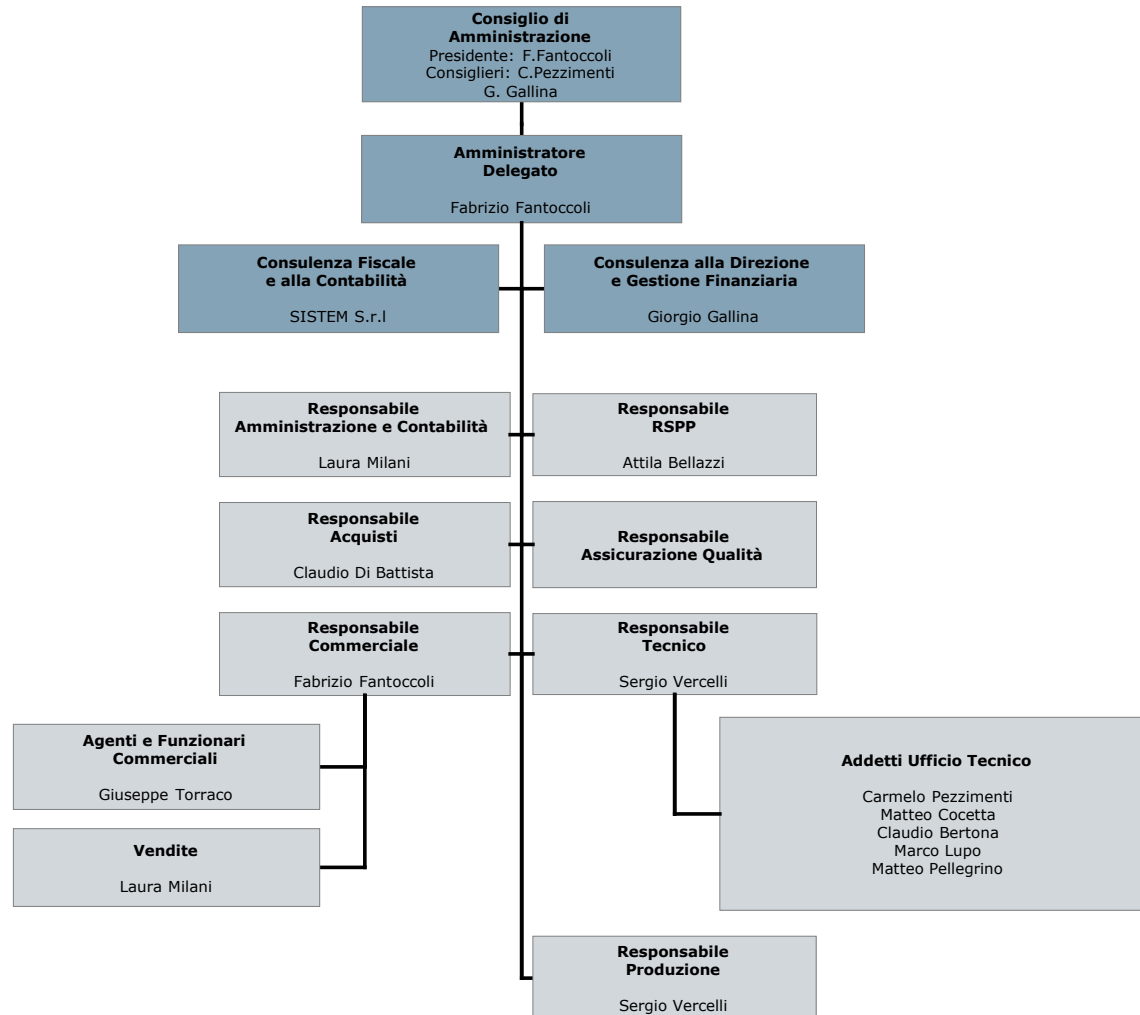 Consiglio di
Amministrazione
Presidente: F.Fantoccoli
Consiglieri: C.Pezzimenti
G. Gallina
Amministratore
Delegato
Fabrizio Fantoccoli
Consulenza Fiscale
e alla Contabilità
SISTEM S.r.l
Consulenza alla Direzione
e Gestione Finanziaria
Giorgio Gallina
Responsabile
Amministrazione e Contabilità
Laura Milani
Responsabile
RSPP
Attila Bellazzi
Responsabile
Acquisti
Claudio Di Battista
Responsabile
Assicurazione Qualità
Responsabile
Commerciale
Fabrizio Fantoccoli
Responsabile
Tecnico
Sergio Vercelli
Agenti e Funzionari
Commerciali
Giuseppe Torraco
Vendite
Laura Milani
Addetti Ufficio Tecnico
Carmelo Pezzimenti
Matteo Cocetta
Claudio Bertona
Marco Lupo
Matteo Pellegrino
Responsabile
Produzione
Sergio Vercelli